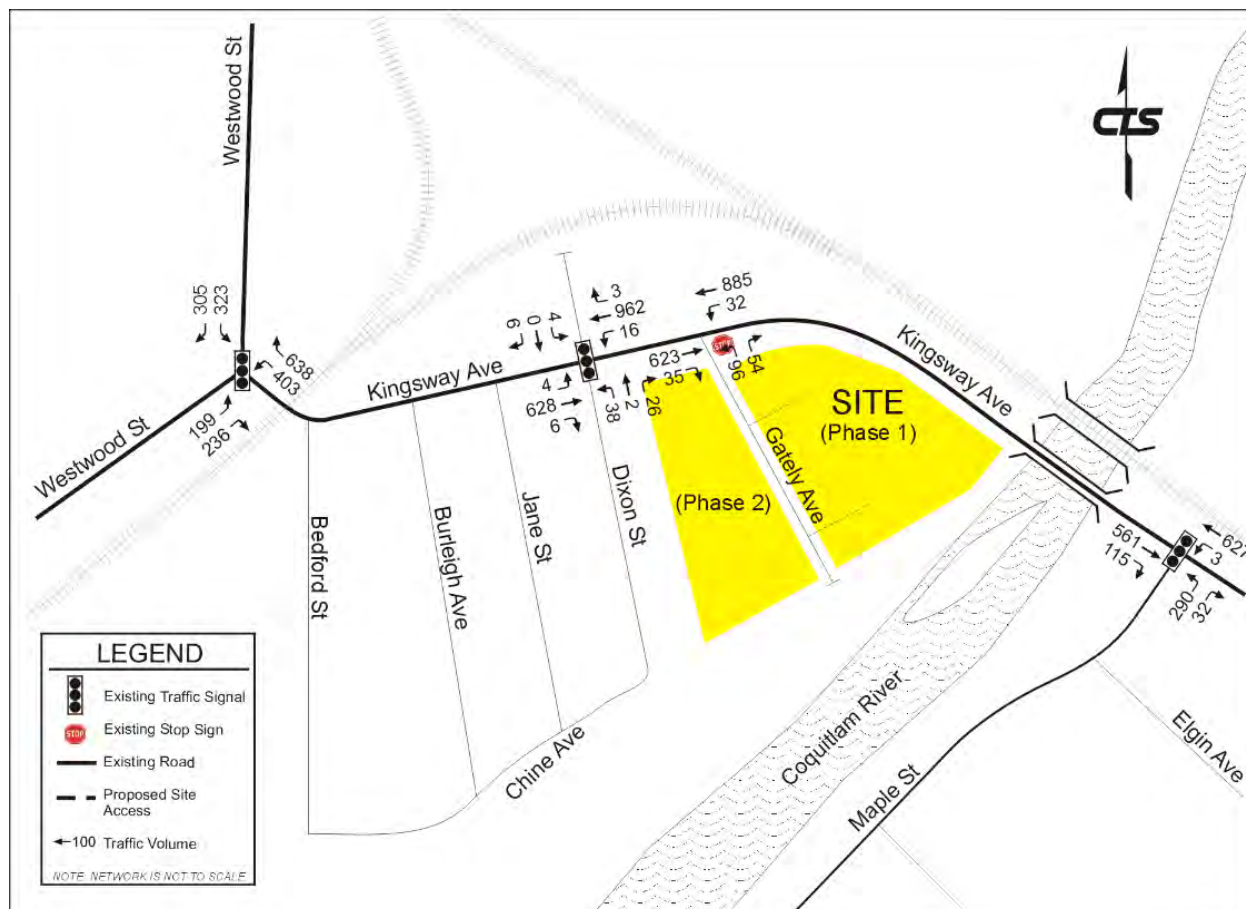 Westwood St
CTS
305
323
638
403
199
236
Westwood St
Kingsway Ave
6
0
4
3
962
16
4
628
6
38
2
26
885
32
623
35
STOP
96
54
Kingsway Ave
SITE
(Phase 1)
(Phase 2)
Gately Ave
Dixon St
Jane St
Burleigh Ave
Bedford St
Chine Ave
Coquitlam River
Maple St
Elgin Ave
561
115
3
290
32
LEGEND
Existing Traffic Signal
STOP
Existing Stop Sign
Existing Road
Proposed Site
Access
100 Traffic Volume
NOTE: NETWORK IS NOT TO SCALE